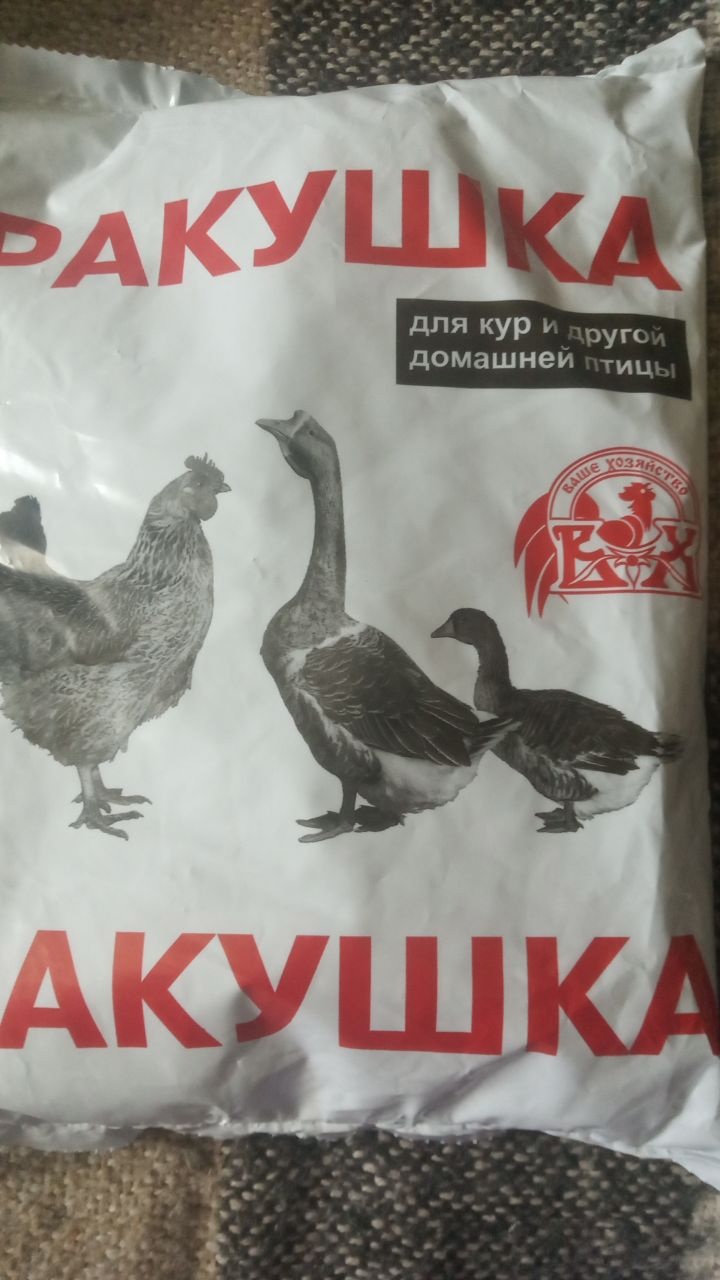 РАКУШКА
для кур и другой
домашней птицы
ВАШЕ ХОЗЯЙСТВО
ВХ
АКУШКА